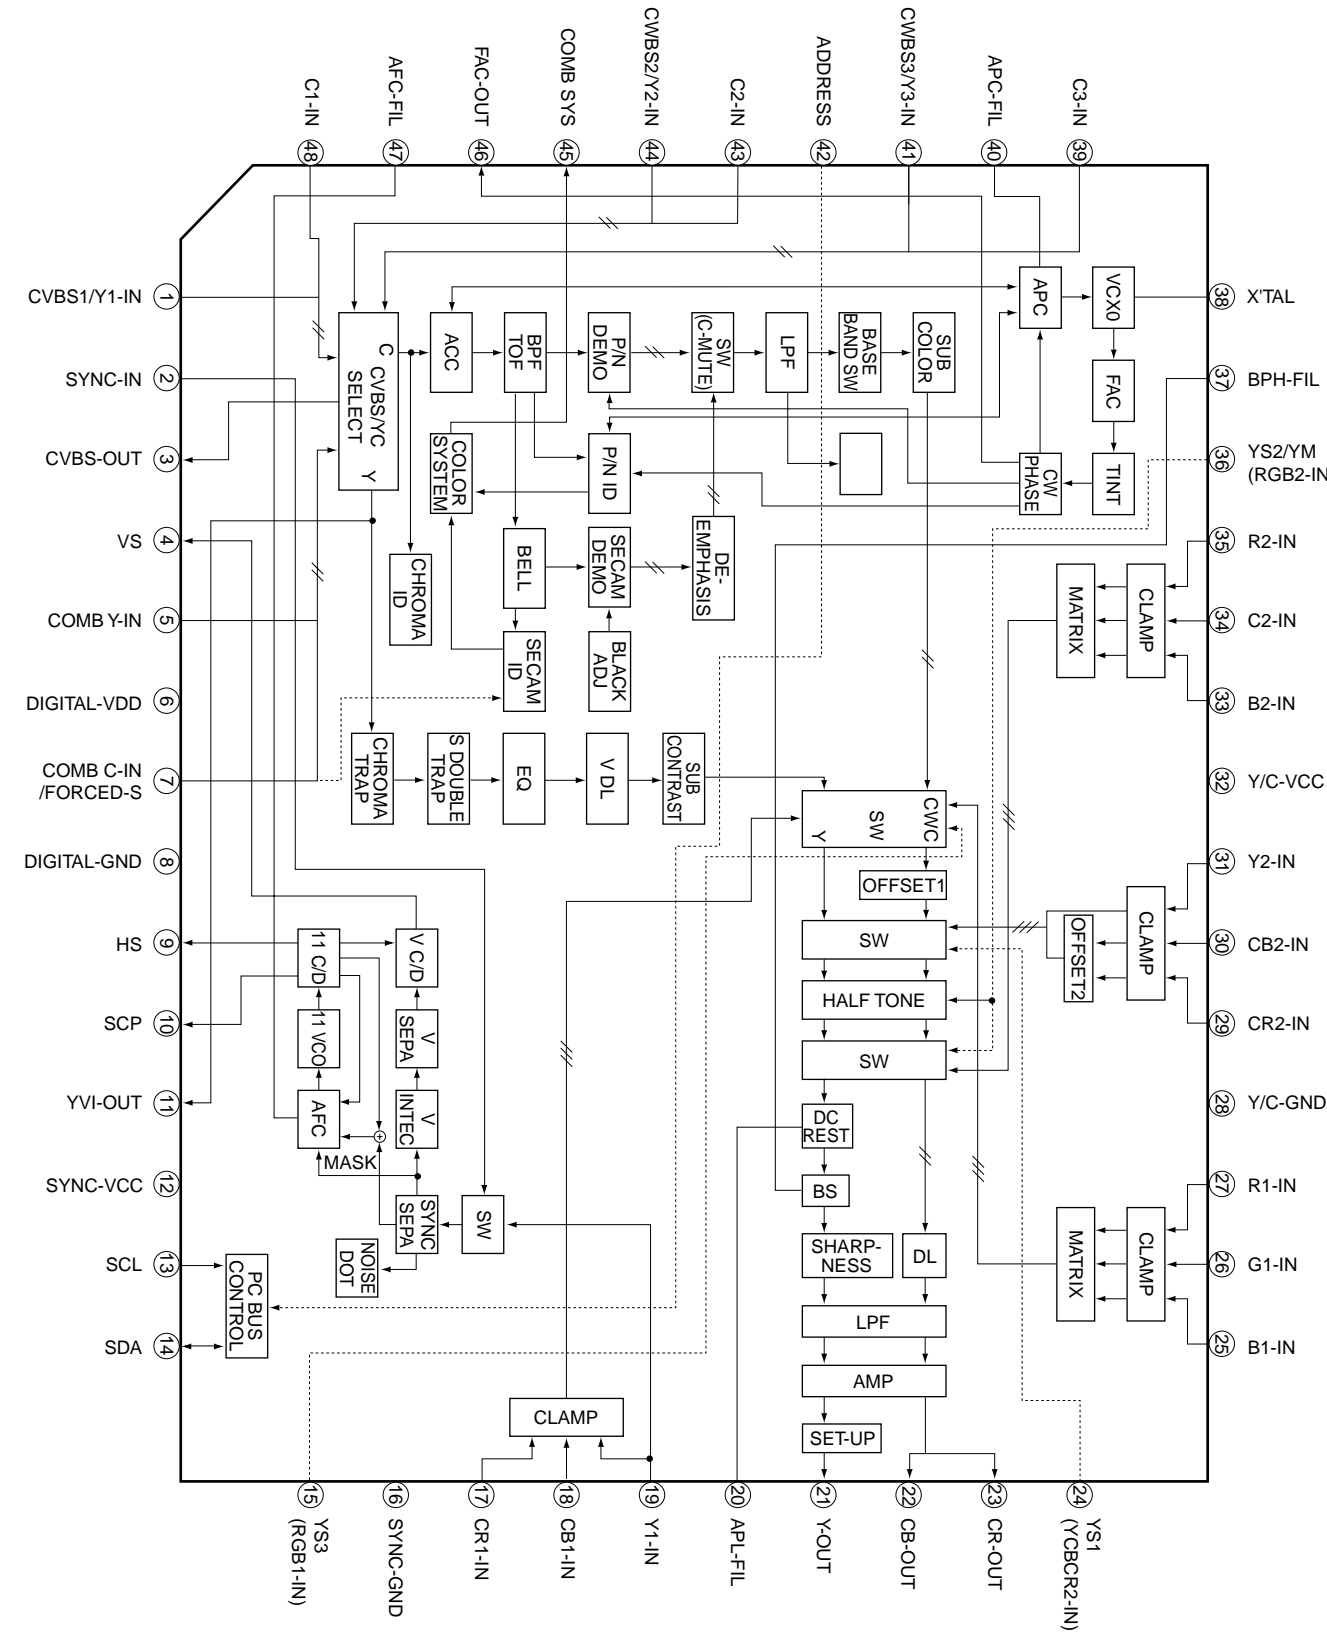 C1-IN
AFC-FIL
FAC-OUT
COMB SYS
CWBS2/Y2-IN
C2-IN
ADDRESS
CWBS3/Y3-IN
APC-FIL
C3-IN
48
47
46
45
44
43
42
41
40
39
CVBS1/Y1-IN
1
SYNC-IN
2
CVBS-OUT
3
VS
4
COMB Y-IN
5
DIGITAL-VDD
6
COMB C-IN
/FORCED-S
7
DIGITAL-GND
8
HS
9
SCP
10
YVI-OUT
11
SYNC-VCC
12
SCL
13
SDA
14
38
X'TAL
37
BPH-FIL
36
YS2/YM
(RGB2-IN
35
R2-IN
34
C2-IN
33
B2-IN
32
Y/C-VCC
31
Y2-IN
30
CB2-IN
29
CR2-IN
28
Y/C-GND
27
R1-IN
26
G1-IN
25
B1-IN
APC
VCX0
FAC
TINT
CW
PHASE
C
CVBS/YC
SELECT
Y
ACC
BPF
TOF
P/N
DEMO
SW
(C-MUTE)
LPF
BASE
BAND SW
SUB
COLOR
COLOR
SYSTEM
P/N ID
CHROMA
ID
BELL
SECAM
DEMO
DE-
EMPHASIS
SECAM
ID
BLACK
ADJ
MATRIX
CLAMP
CHROMA
TRAP
S DOUBLE
TRAP
EQ
V DL
SUB
CONTRAST
CWC
SW
Y
OFFSET1
SW
HALF TONE
SW
OFFSET2
CLAMP
DC
REST
BS
SHARP-
NESS
DL
LPF
AMP
SET-UP
MATRIX
CLAMP
11 C/D
V C/D
11 VCO
V
SEPA
AFC
V
INTEC
MASK
SYNC
SEPA
SW
NOISE
DOT
PC BUS
CONTROL
CLAMP
15
16
17
18
19
20
21
22
23
24
YS3
(RGB1-IN)
SYNC-GND
CR1-IN
CB1-IN
Y1-IN
APL-FIL
Y-OUT
CB-OUT
CR-OUT
YS1
(YCBCR2-IN)